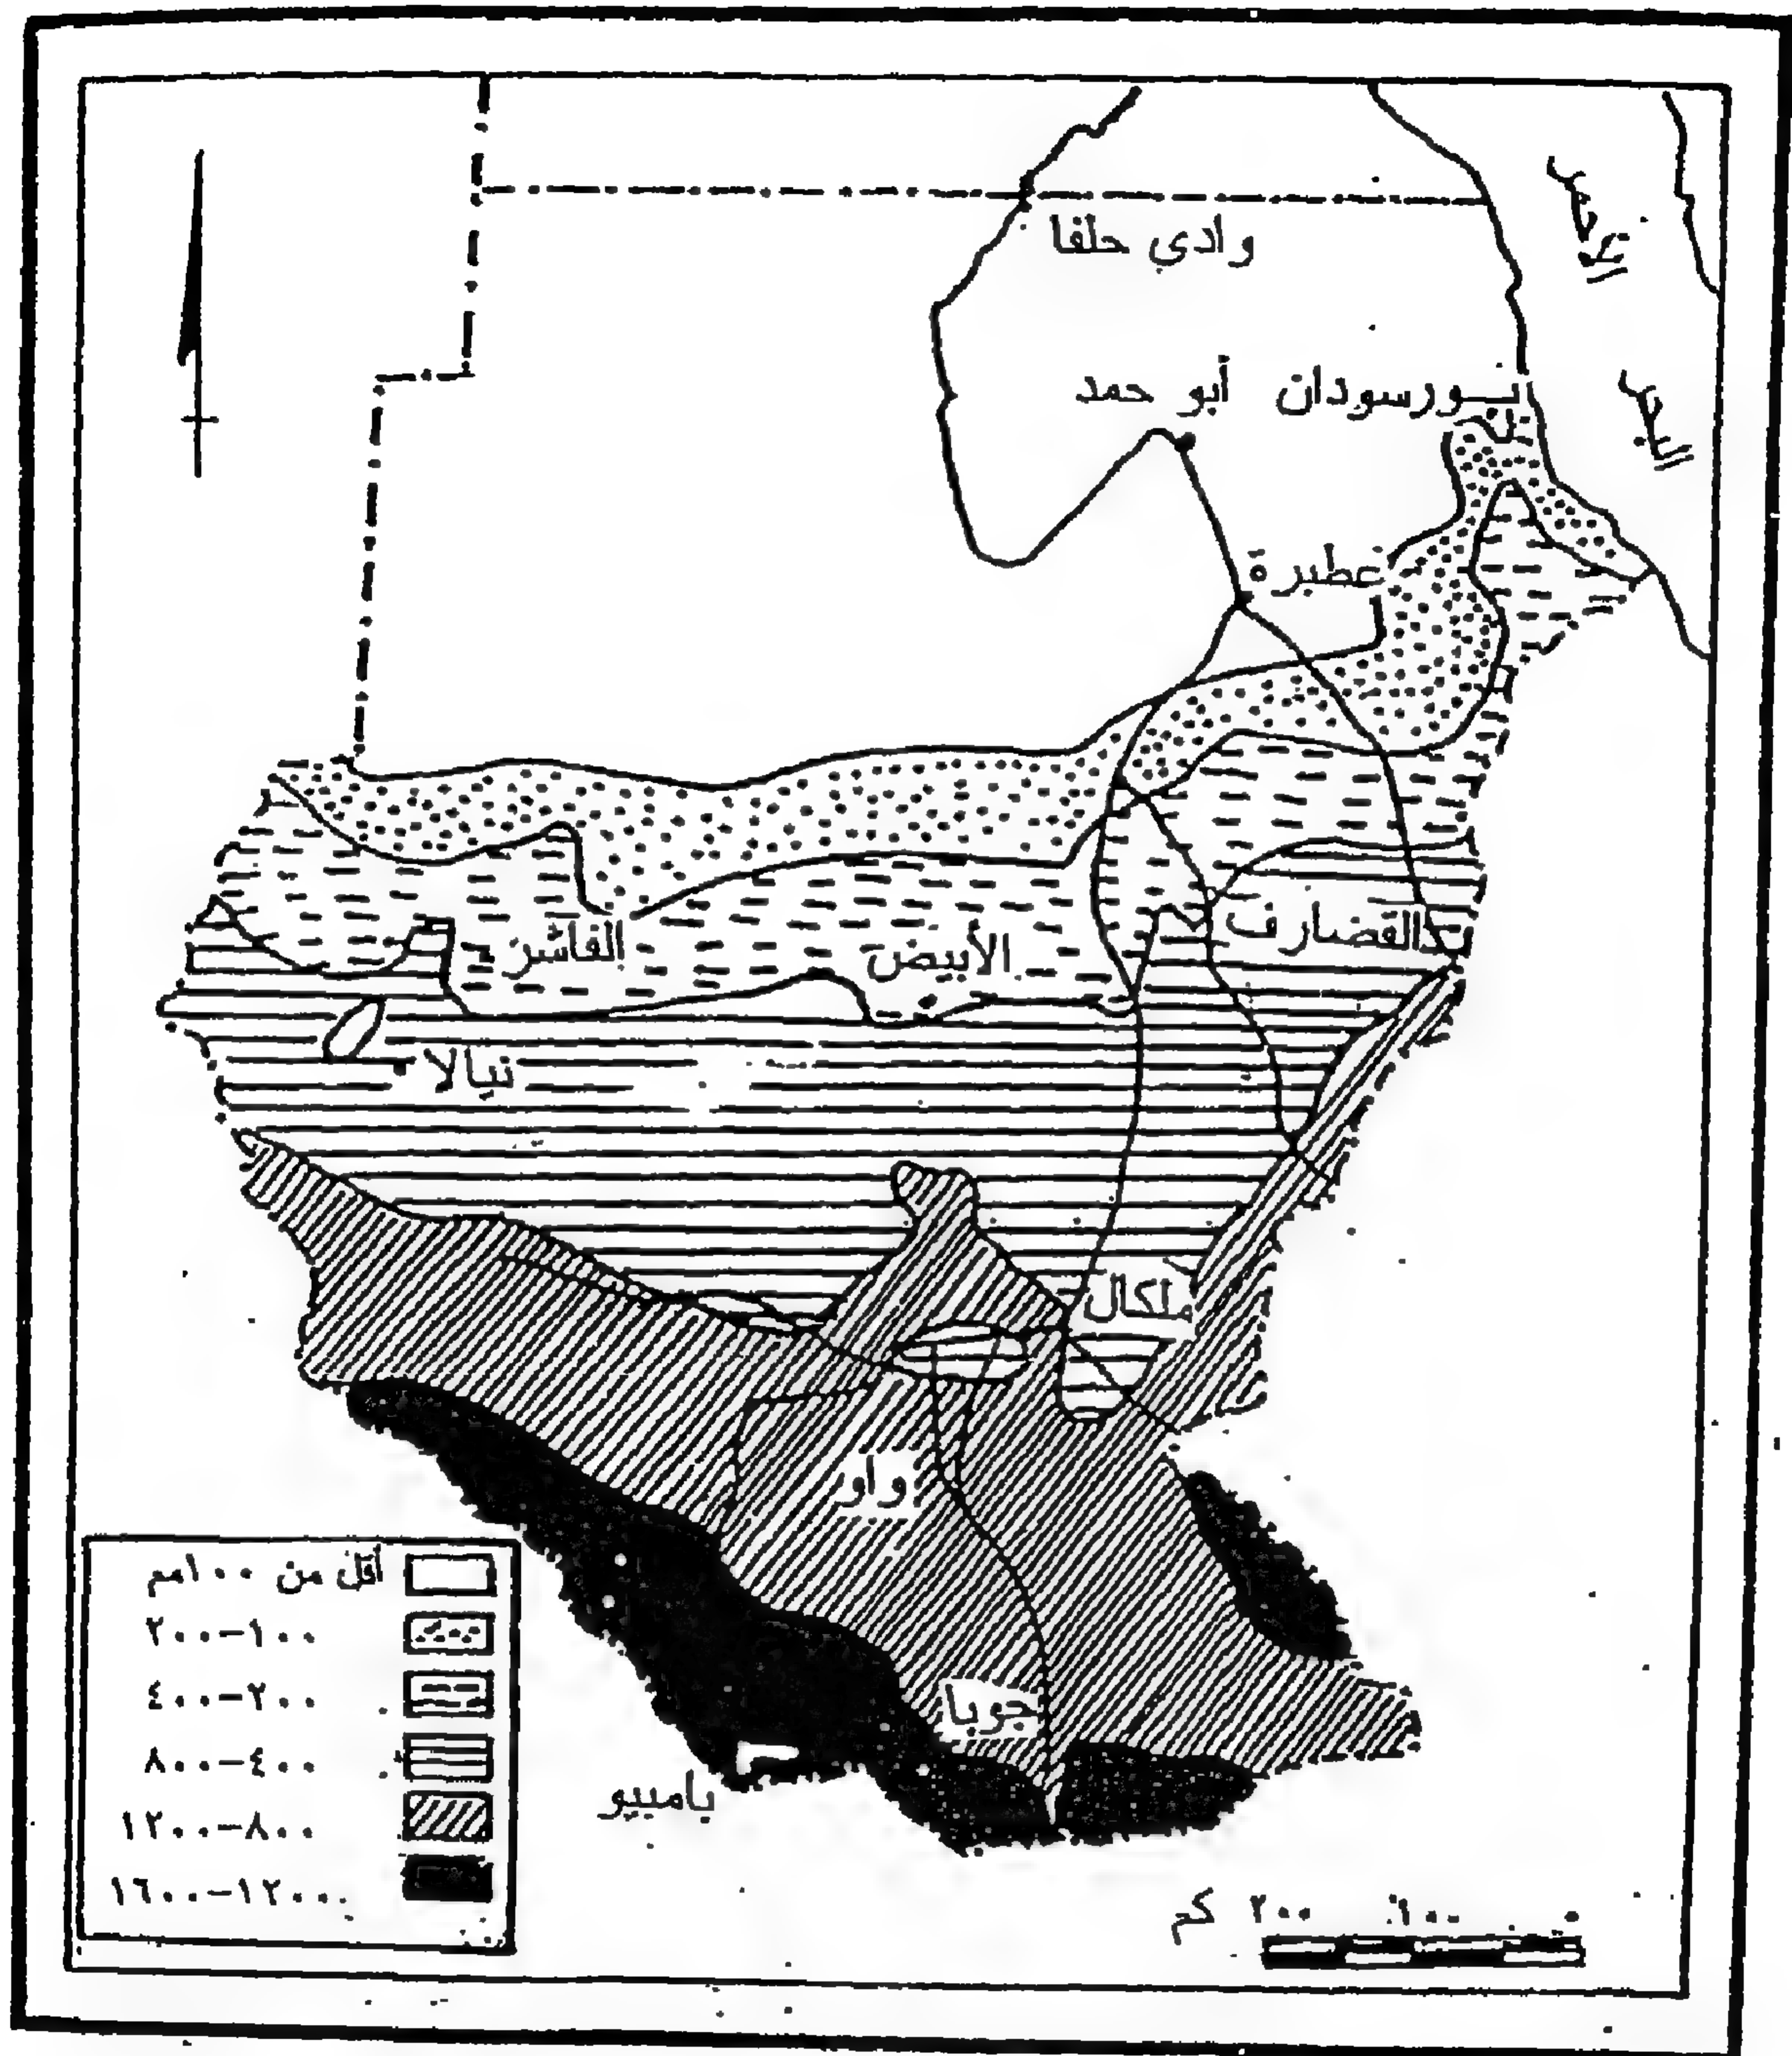 وادي حلفا
البحر الأحمر
بورسودان
أبو حمد
عطبرة
القضارف
الفاشر
الأبيض
نيالا
ملكال
واو
جوبا
يامبيو
أقل من ١٠٠مم
١٠٠-٢٠٠
٢٠٠-٤٠٠
٤٠٠-٨٠٠
٨٠٠-١٢٠٠
١٢٠٠-١٦٠٠
٠ ١٠٠ ٢٠٠ كم